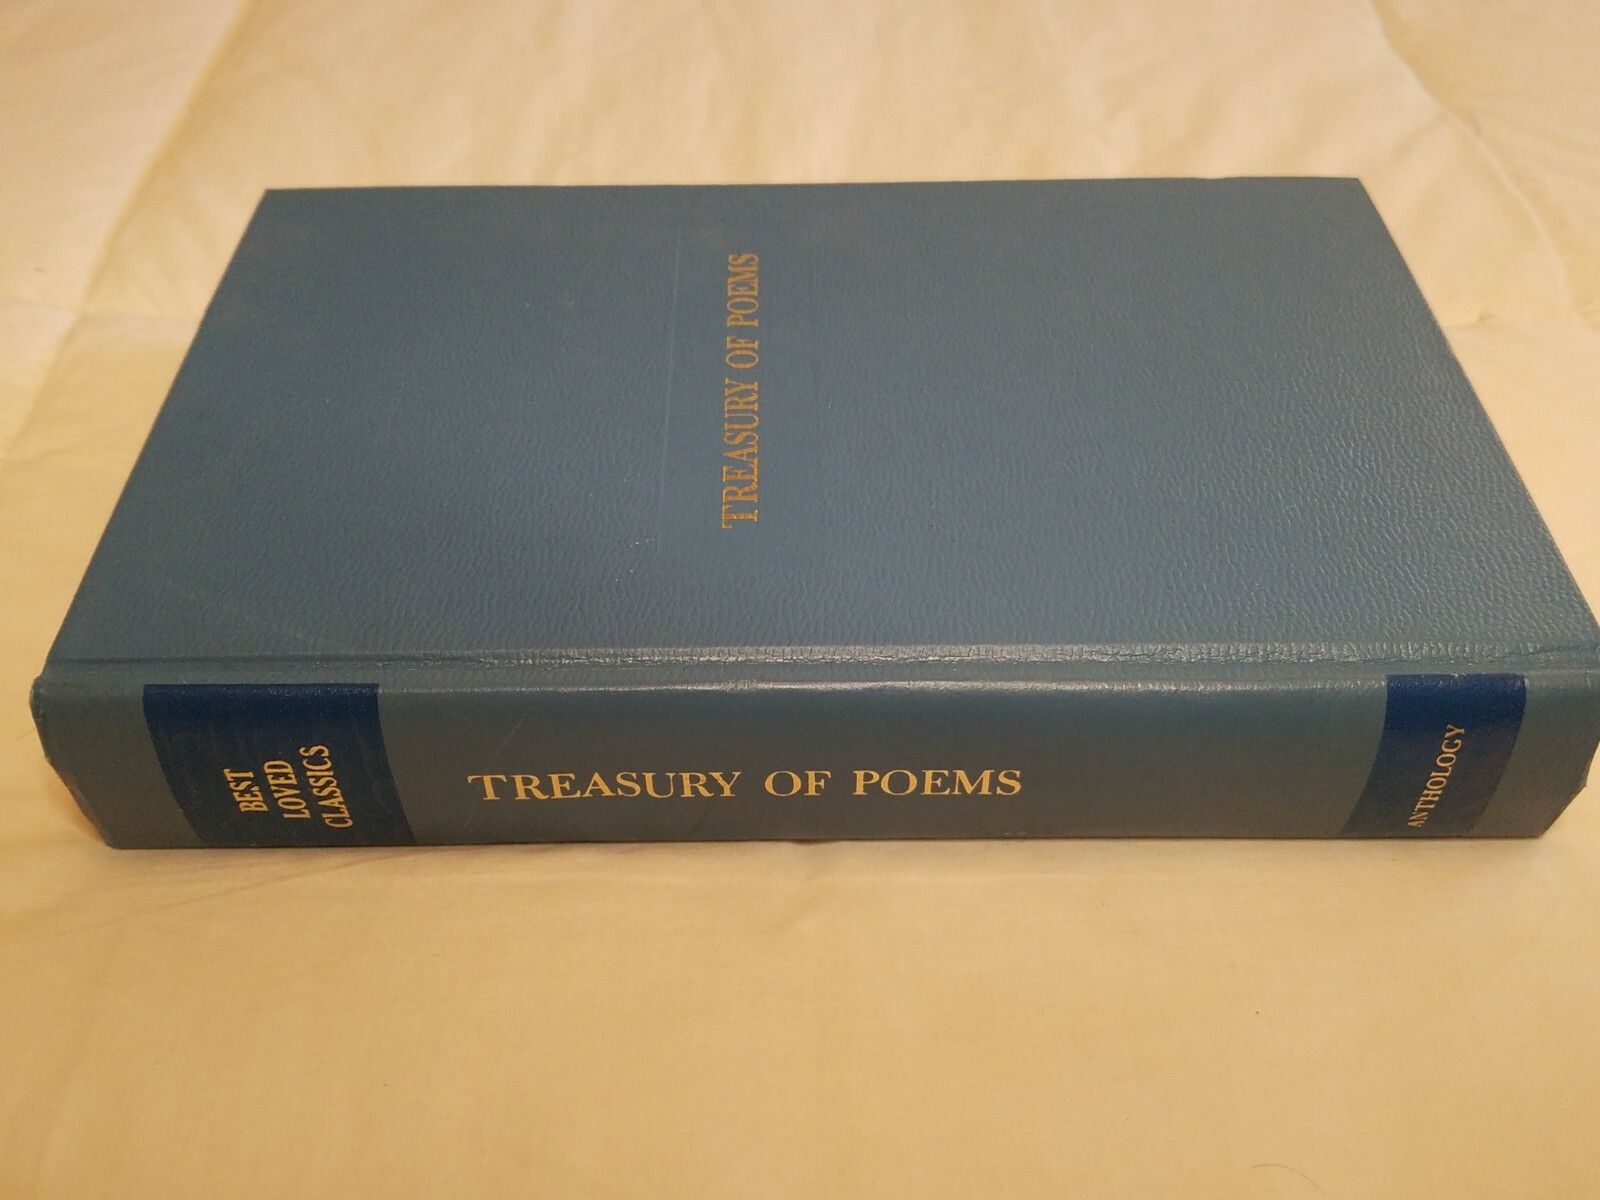 TREASURY OF POEMS
BEST
LOVED
CLASSICS
TREASURY OF POEMS
ANTHOLOGY